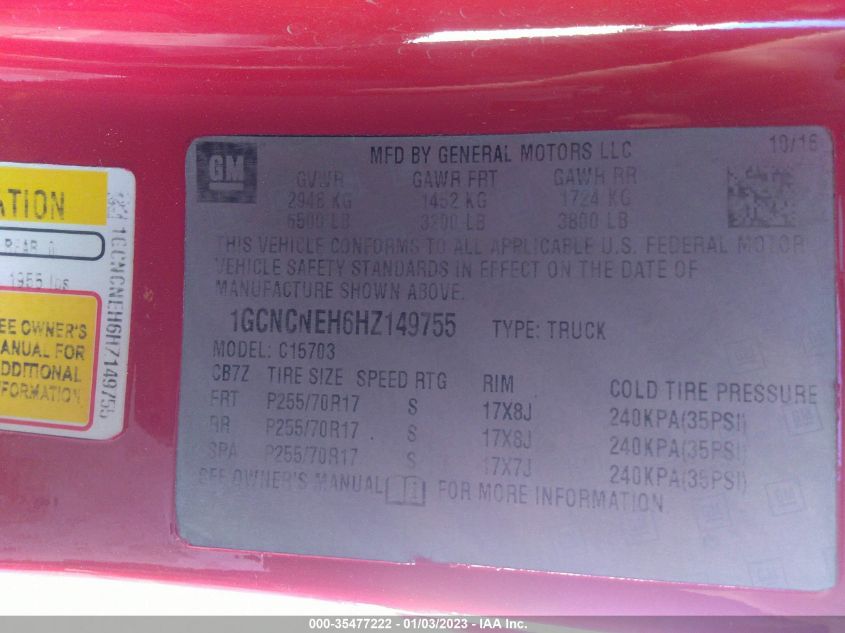 GM
MFD BY GENERAL MOTORS LLC
10/16
GVWR GAWR FRT GAWR RR
2948 KG 1452 KG 1724 KG
6500 LB 3200 LB 3800 LB
THIS VEHICLE CONFORMS TO ALL APPLICABLE U.S. FEDERAL MOTOR
VEHICLE SAFETY STANDARDS IN EFFECT ON THE DATE OF
MANUFACTURE SHOWN ABOVE.
1GCNCNEH6HZ149755 TYPE: TRUCK
MODEL: C15703
CB7Z TIRE SIZE SPEED RTG RIM COLD TIRE PRESSURE
FRT P255/70R17 S 17X8J 240KPA(35PSI)
RR P255/70R17 S 17X8J 240KPA(35PSI)
SPA P255/70R17 S 17X7J 240KPA(35PSI)
SEE OWNER'S MANUAL FOR MORE INFORMATION
ATION
REAR
1955 lbs
EE OWNER'S
ANUAL FOR
DDITIONAL
FORMATION
1GCNCNEH6HZ149755
000-35477222 - 01/03/2023 - IAA Inc.